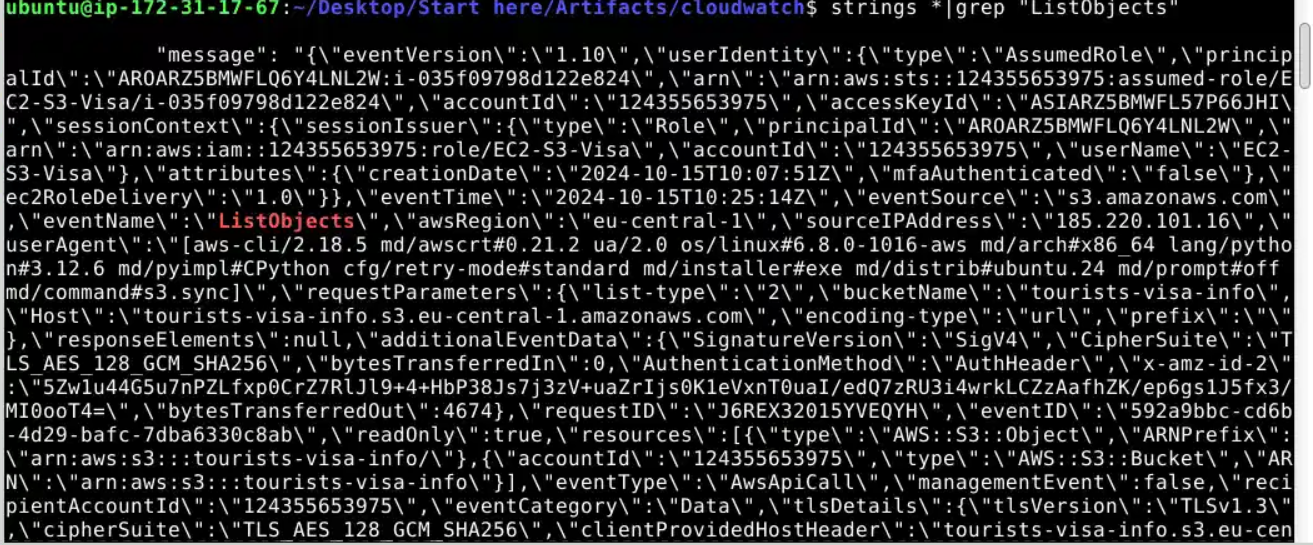 ubuntu@ip-172-31-17-67:~/Desktop/Start here/Artifacts/cloudwatch$ strings *|grep "ListObjects"
"message": "{\"eventVersion\":\"1.10\",\"userIdentity\":{\"type\":\"AssumedRole\",\"princip
alId\":\"AROARZ5BMWFLQ6Y4LNL2W:i-035f09798d122e824\",\"arn\":\"arn:aws:sts::124355653975:assumed-role/E
C2-S3-Visa/i-035f09798d122e824\",\"accountId\":\"124355653975\",\"accessKeyId\":\"ASIARZ5BMWFL57P66JHI\
",\"sessionContext\":{\"sessionIssuer\":{\"type\":\"Role\",\"principalId\":\"AROARZ5BMWFLQ6Y4LNL2W\",\"
arn\":\"arn:aws:iam::124355653975:role/EC2-S3-Visa\",\"accountId\":\"124355653975\",\"userName\":\"EC2-
S3-Visa\"},\"attributes\":{\"creationDate\":\"2024-10-15T10:07:51Z\",\"mfaAuthenticated\":\"false\"},\"
ec2RoleDelivery\":\"1.0\"}},\"eventTime\":\"2024-10-15T10:25:14Z\",\"eventSource\":\"s3.amazonaws.com\"
,\"eventName\":\"ListObjects\",\"awsRegion\":\"eu-central-1\",\"sourceIPAddress\":\"185.220.101.16\",\"
userAgent\":\"[aws-cli/2.18.5 md/awscrt#0.21.2 ua/2.0 os/linux#6.8.0-1016-aws md/arch#x86_64 lang/pytho
n#3.12.6 md/pyimpl#CPython cfg/retry-mode#standard md/installer#exe md/distrib#ubuntu.24 md/prompt#off 
md/command#s3.sync]\",\"requestParameters\":{\"list-type\":\"2\",\"bucketName\":\"tourists-visa-info\",
\"Host\":\"tourists-visa-info.s3.eu-central-1.amazonaws.com\",\"encoding-type\":\"url\",\"prefix\":\"\"
},\"responseElements\":null,\"additionalEventData\":{\"SignatureVersion\":\"SigV4\",\"CipherSuite\":\"T
LS_AES_128_GCM_SHA256\",\"bytesTransferredIn\":0,\"AuthenticationMethod\":\"AuthHeader\",\"x-amz-id-2\"
:\"5Zw1u44G5u7nPZLfxp0CrZ7RlJl9+4+HbP38Js7j3zV+uaZrIjs0K1eVxnT0uaI/edQ7zRU3i4wrkLCZzAafhZK/ep6gs1J5fx3/
MI0ooT4=\",\"bytesTransferredOut\":4674},\"requestID\":\"J6REX32015YVEQYH\",\"eventID\":\"592a9bbc-cd6b
-4d29-bafc-7dba6330c8ab\",\"readOnly\":true,\"resources\":[{\"type\":\"AWS::S3::Object\",\"ARNPrefix\":
\"arn:aws:s3:::tourists-visa-info/\"},{\"accountId\":\"124355653975\",\"type\":\"AWS::S3::Bucket\",\"AR
N\":\"arn:aws:s3:::tourists-visa-info\"}],\"eventType\":\"AwsApiCall\",\"managementEvent\":false,\"reci
pientAccountId\":\"124355653975\",\"eventCategory\":\"Data\",\"tlsDetails\":{\"tlsVersion\":\"TLSv1.3\"
,\"cipherSuite\":\"TLS_AES_128_GCM_SHA256\",\"clientProvidedHostHeader\":\"tourists-visa-info.s3.eu-cen